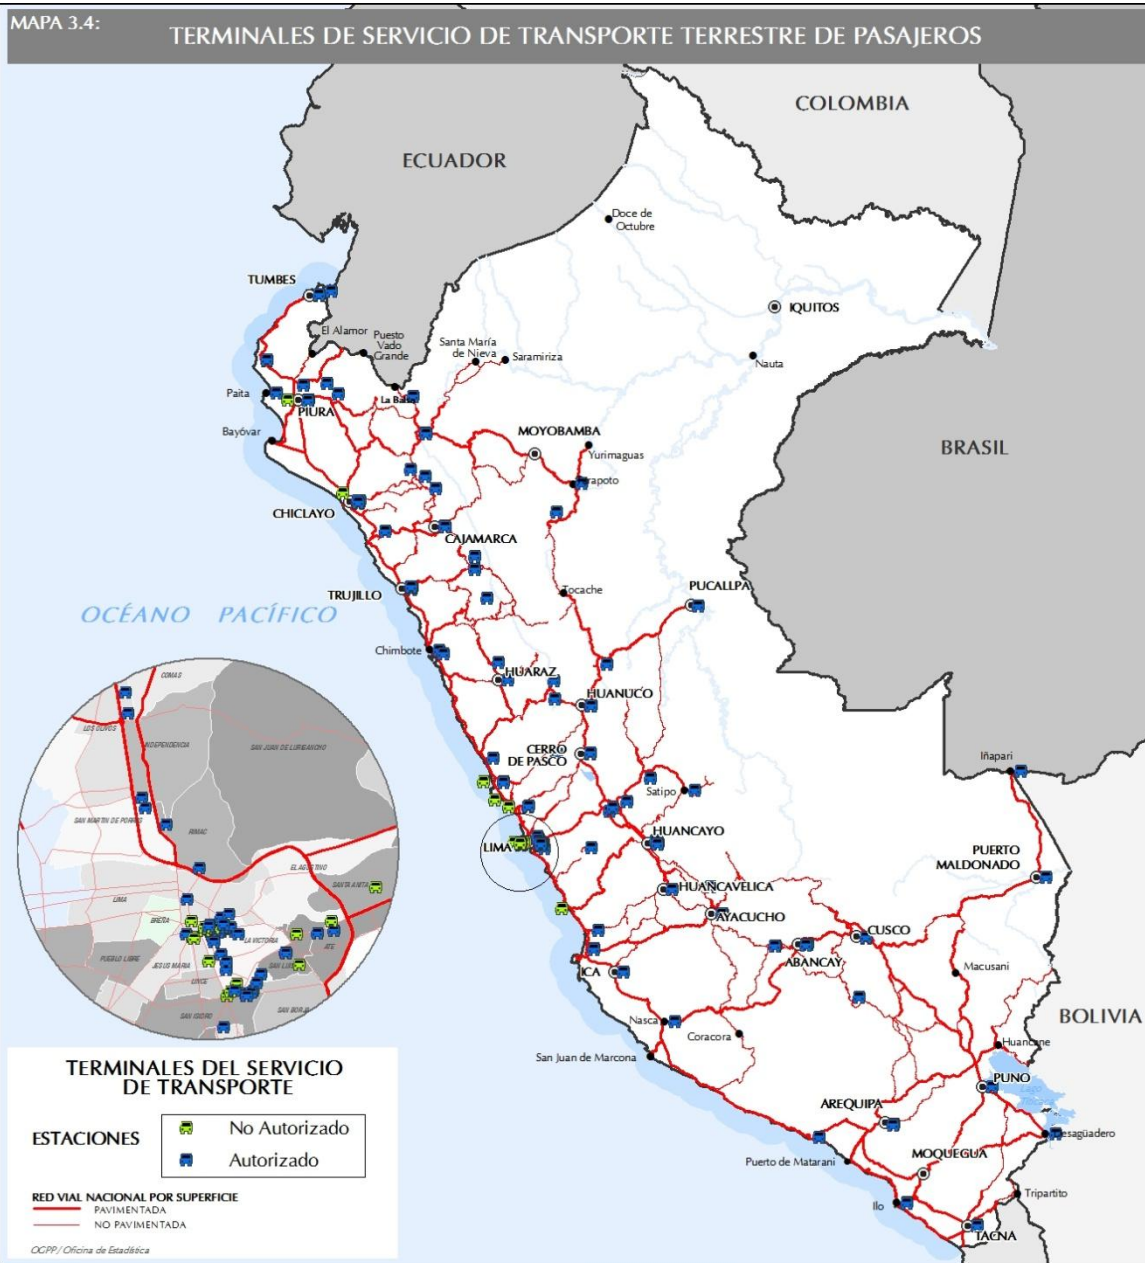 MAPA 3.4:
TERMINALES DE SERVICIO DE TRANSPORTE TERRESTRE DE PASAJEROS
COLOMBIA
ECUADOR
Doce de
Octubre
TUMBES
IQUITOS
El Alamor
Puesto
Vado
Grande
Santa María
de Nieva
Saramiriza
Nauta
Paita
La Balsa
PIURA
Bayóvar
MOYOBAMBA
Yurimaguas
BRASIL
CHICLAYO
CAJAMARCA
TRUJILLO
Tocache
PUCALLPA
OCÉANO PACÍFICO
Chimbote
HUARAZ
HUANUCO
CERRO
DE PASCO
Satipo
Iñapari
LIMA
HUANCAYO
PUERTO
MALDONADO
HUANCAVELICA
AYACUCHO
CUSCO
ABANCAY
ICA
Macusani
Nasca
Coracora
BOLIVIA
San Juan de Marcona
Huancane
PUNO
AREQUIPA
Desagüadero
MOQUEGUA
Puerto de Matarani
Tripartito
Ilo
TACNA
COMAS
LOS OLIVOS
INDEPENDENCIA
SAN JUAN DE LURIGANCHO
SAN MARTIN DE PORRES
RIMAC
EL AGUSTINO
SANTA ANITA
LIMA
BREÑA
LA VICTORIA
ATE
PUEBLO LIBRE
JESUS MARIA
SAN LUIS
LINCE
SAN BORJA
SAN ISIDRO
TERMINALES DEL SERVICIO
DE TRANSPORTE
ESTACIONES
No Autorizado
Autorizado
RED VIAL NACIONAL POR SUPERFICIE
PAVIMENTADA
NO PAVIMENTADA
OGPP/ Oficina de Estadística